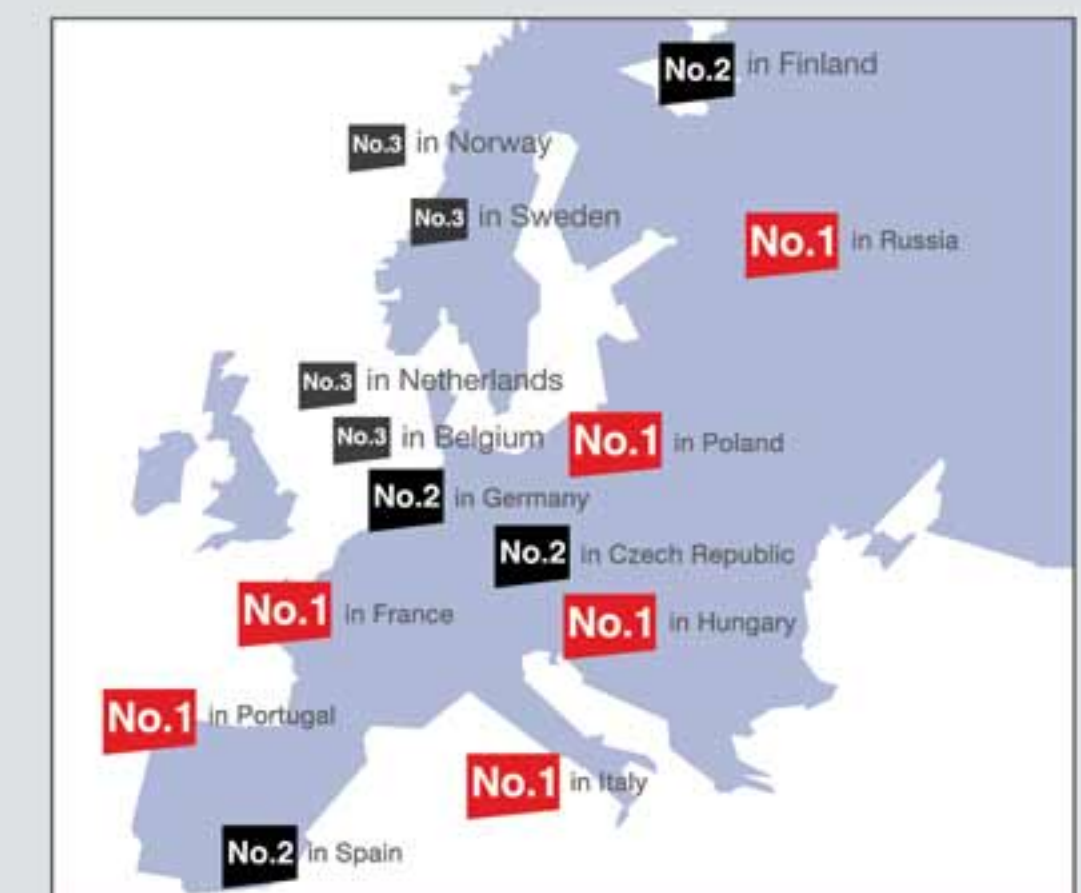 No.2 in Finland
No.3 in Norway
No.3 in Sweden
No.1 in Russia
No.3 in Netherlands
No.3 in Belgium
No.1 in Poland
No.2 in Germany
No.2 in Czech Republic
No.1 in France
No.1 in Hungary
No.1 in Portugal
No.1 in Italy
No.2 in Spain